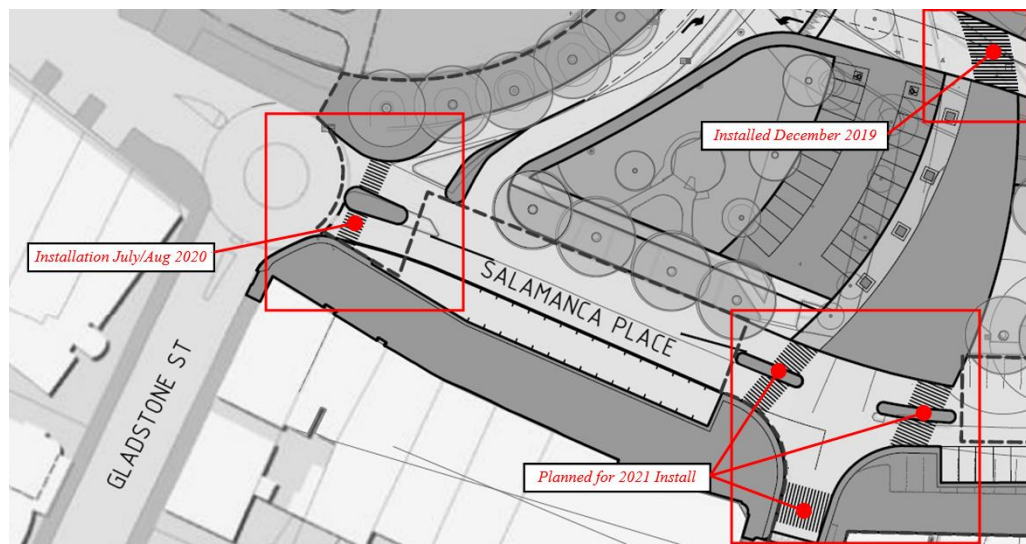 Installed December 2019
Installation July/Aug 2020
SALAMANCA PLACE
GLADSTONE ST
Planned for 2021 Install